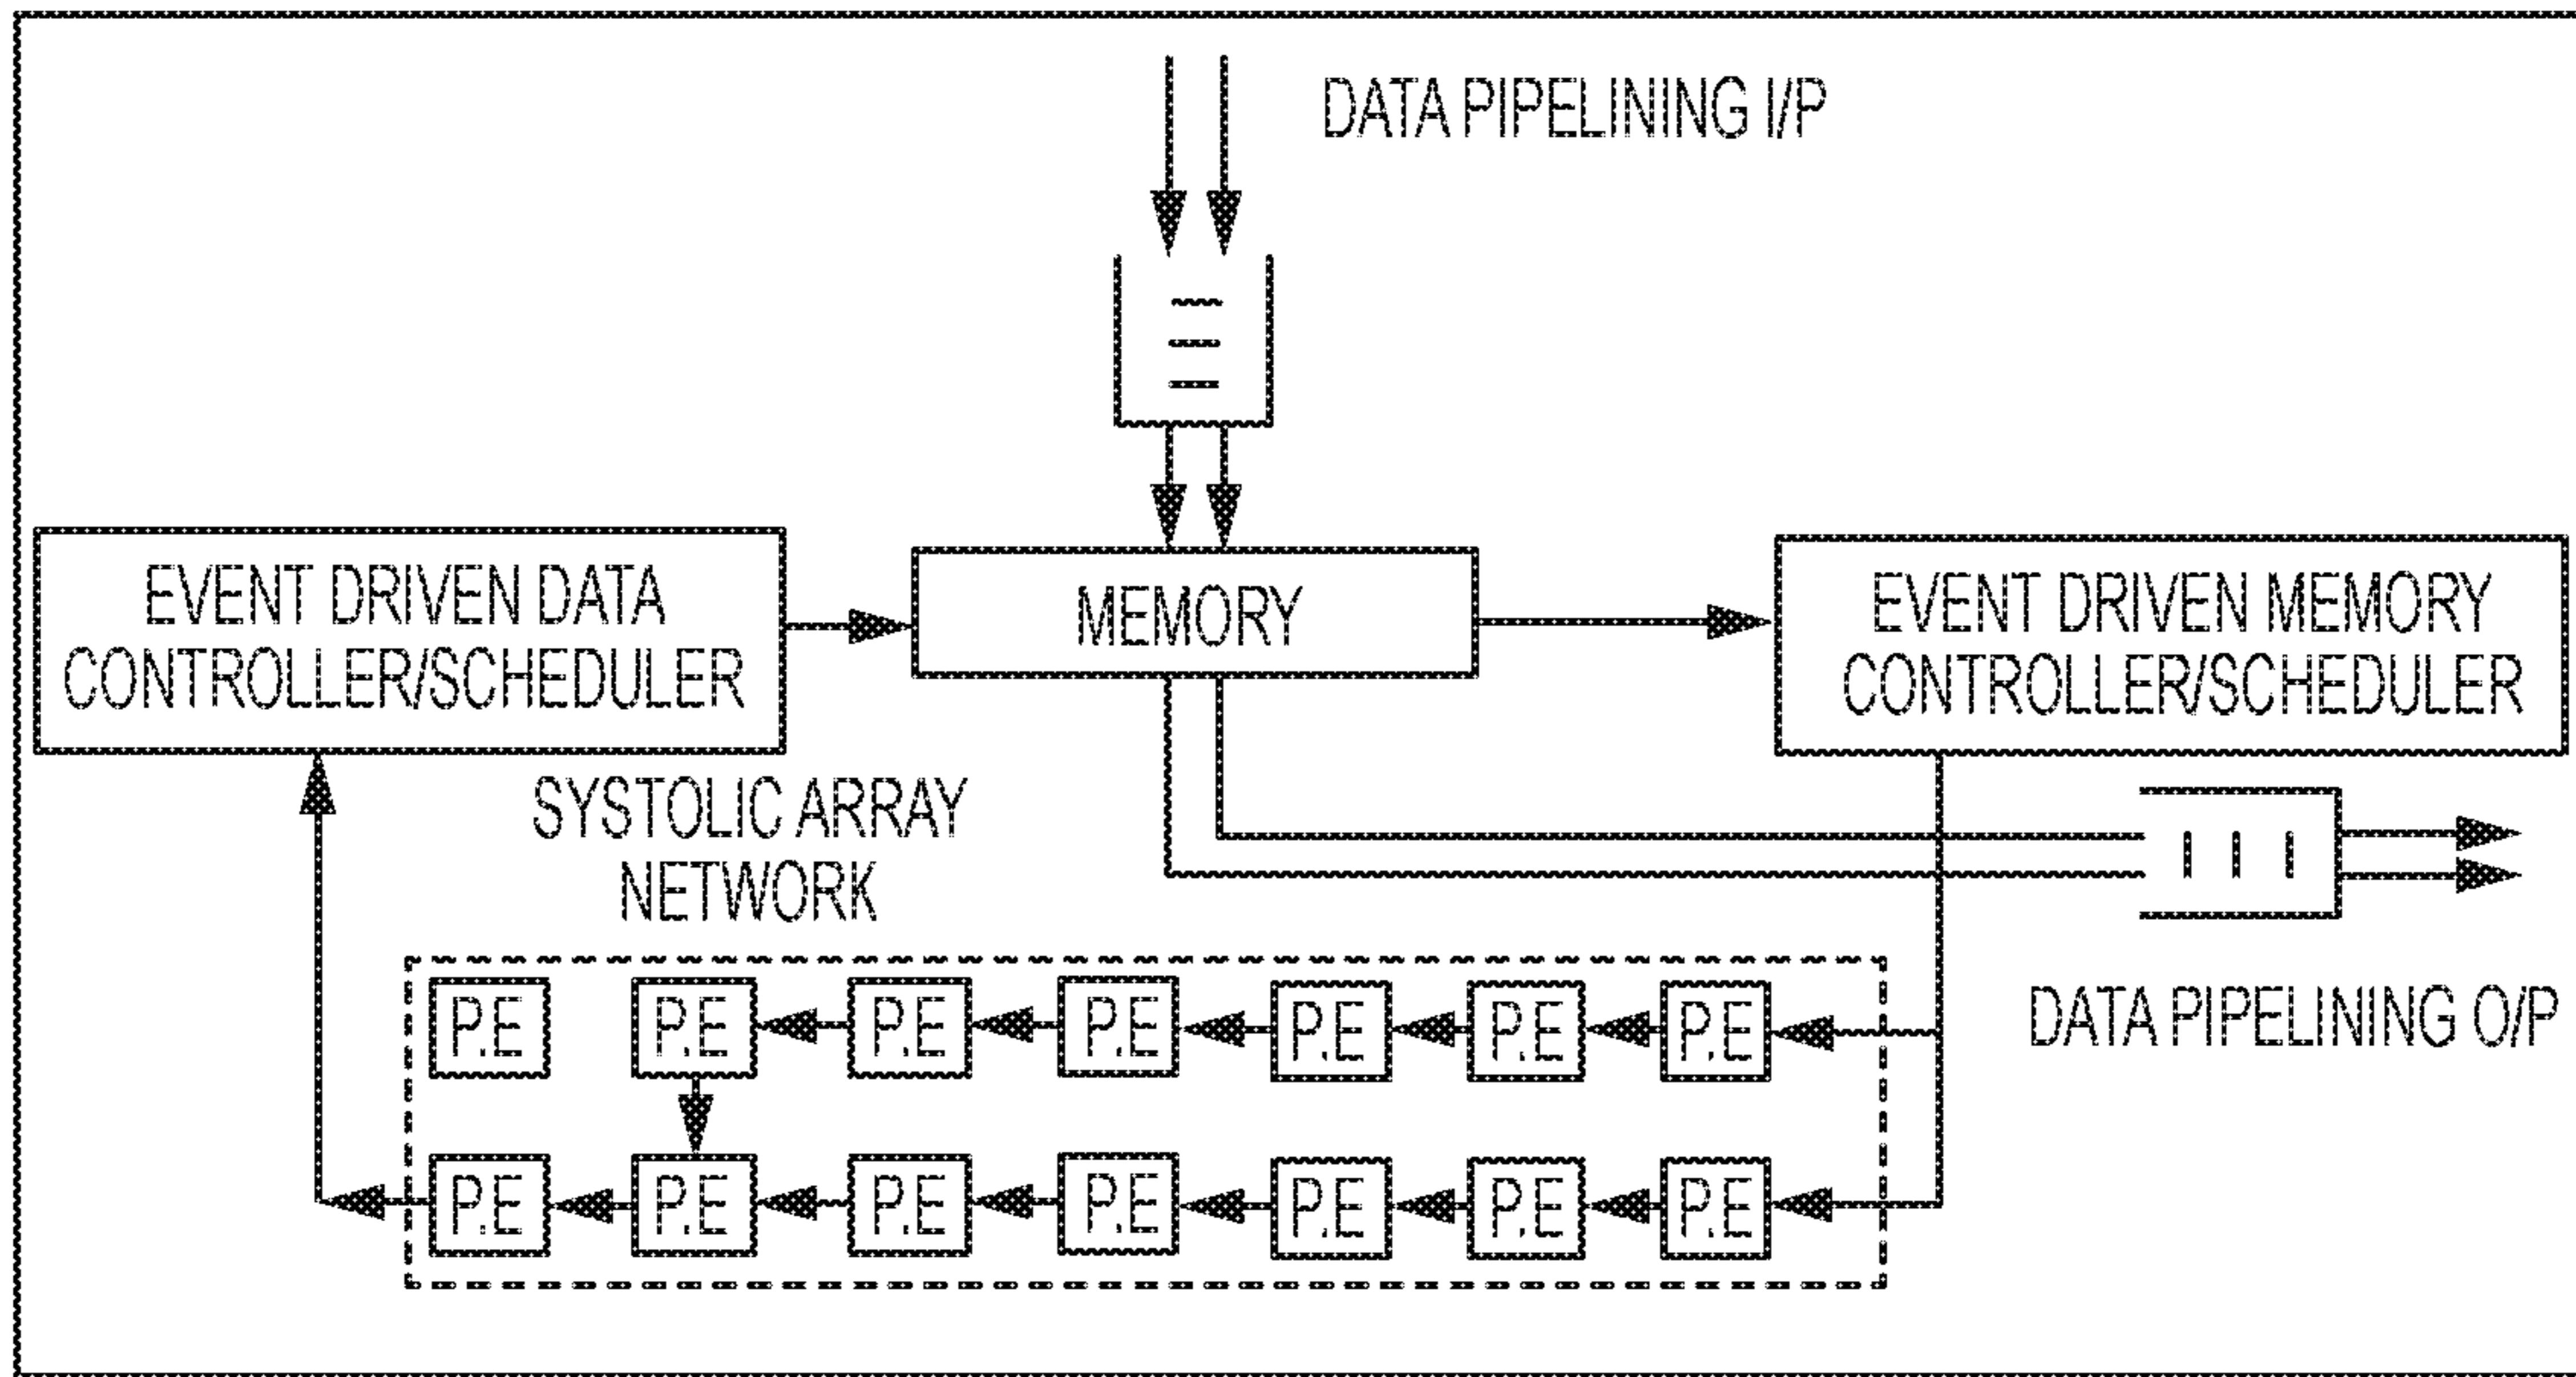 DATA PIPELINING I/P
EVENT DRIVEN DATA
CONTROLLER/SCHEDULER
MEMORY
EVENT DRIVEN MEMORY
CONTROLLER/SCHEDULER
SYSTOLIC ARRAY
NETWORK
DATA PIPELINING O/P
P.E P.E P.E P.E P.E P.E P.E
P.E P.E P.E P.E P.E P.E P.E